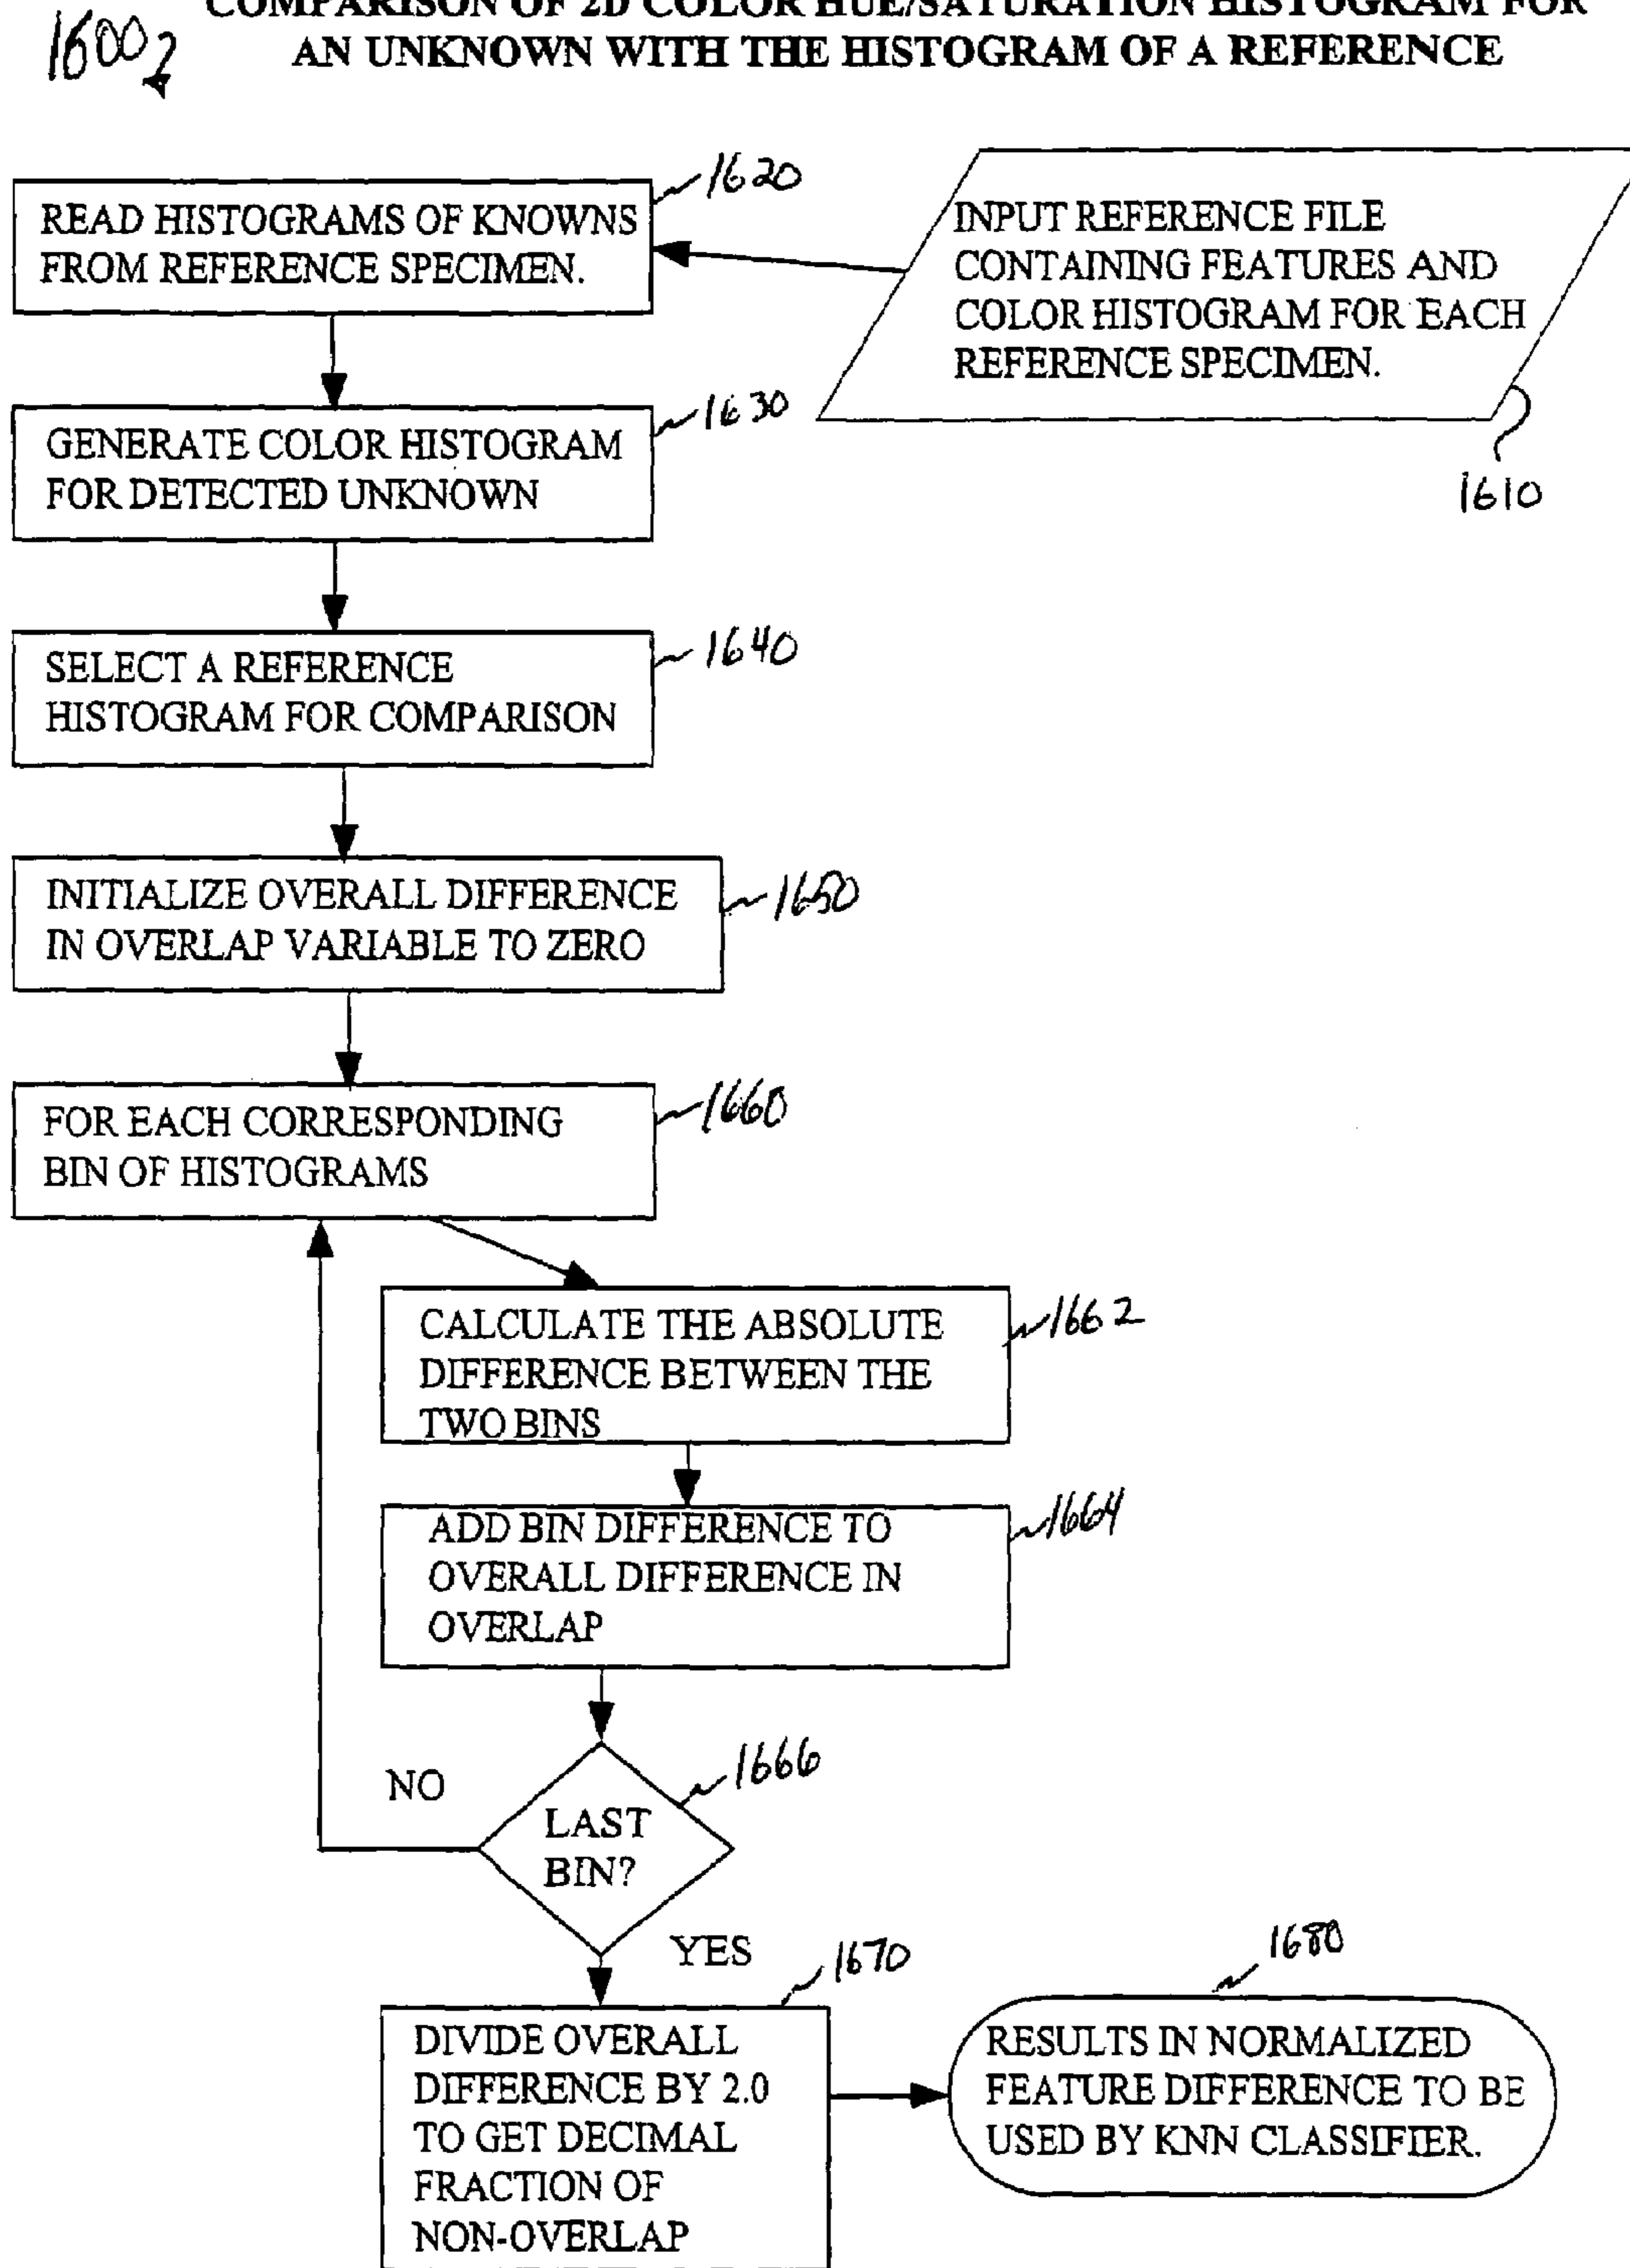 COMPARISON OF 2D COLOR HUE/SATURATION HISTOGRAM FOR
1600
AN UNKNOWN WITH THE HISTOGRAM OF A REFERENCE
1620
READ HISTOGRAMS OF KNOWNS
FROM REFERENCE SPECIMEN.
INPUT REFERENCE FILE
CONTAINING FEATURES AND
COLOR HISTOGRAM FOR EACH
REFERENCE SPECIMEN.
1610
1630
GENERATE COLOR HISTOGRAM
FOR DETECTED UNKNOWN
1640
SELECT A REFERENCE
HISTOGRAM FOR COMPARISON
1650
INITIALIZE OVERALL DIFFERENCE
IN OVERLAP VARIABLE TO ZERO
1660
FOR EACH CORRESPONDING
BIN OF HISTOGRAMS
1662
CALCULATE THE ABSOLUTE
DIFFERENCE BETWEEN THE
TWO BINS
1664
ADD BIN DIFFERENCE TO
OVERALL DIFFERENCE IN
OVERLAP
1666
NO
LAST
BIN?
YES
1670
DIVIDE OVERALL
DIFFERENCE BY 2.0
TO GET DECIMAL
FRACTION OF
NON-OVERLAP
1680
RESULTS IN NORMALIZED
FEATURE DIFFERENCE TO BE
USED BY KNN CLASSIFIER.